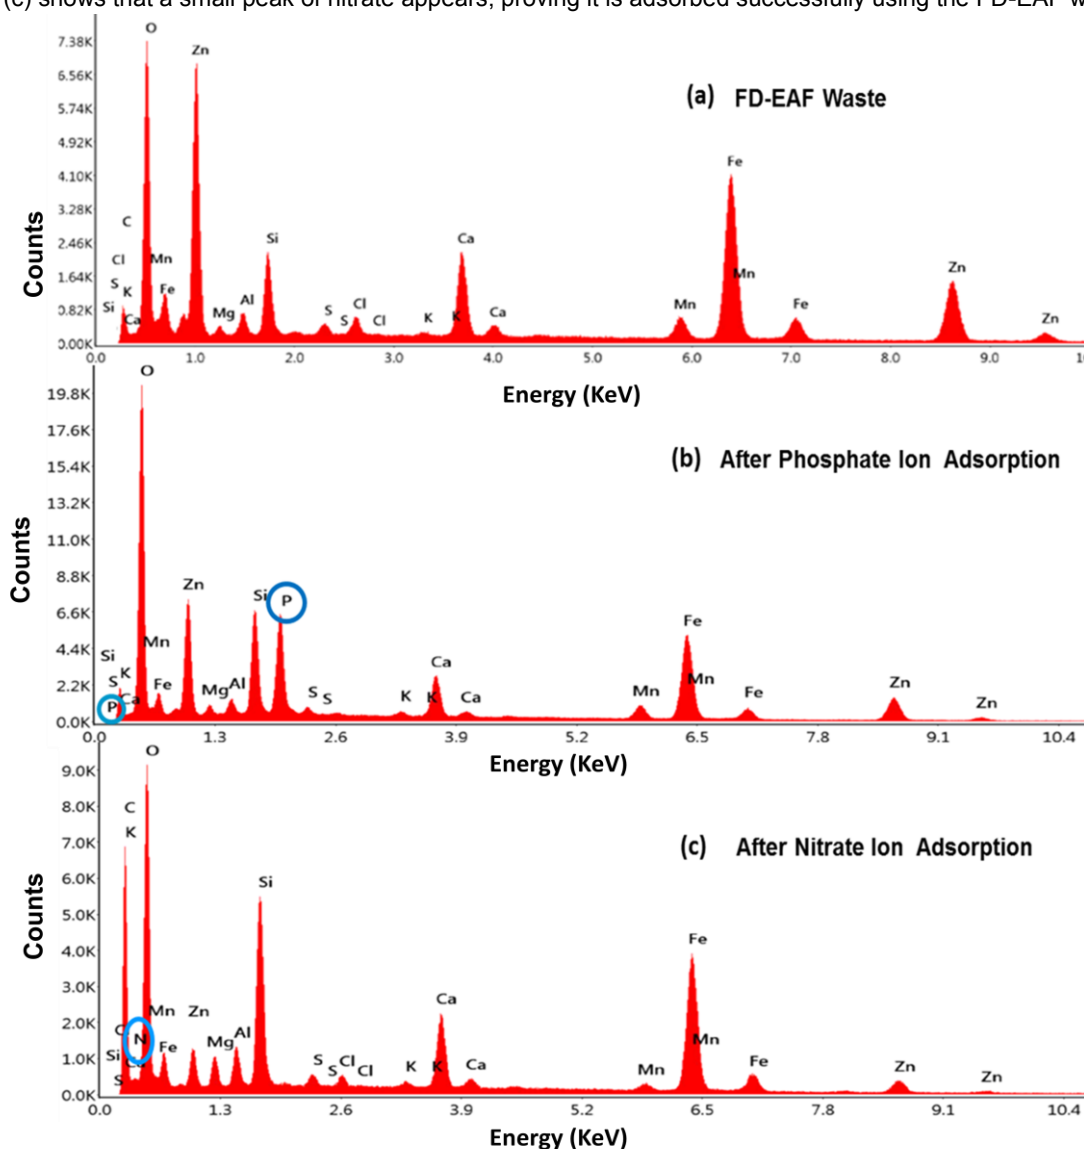 (c) shows that a small peak of nitrate appears, proving it is adsorbed successfully using the FD-EAF w
O
7.38K
Zn
6.56K
(a) FD-EAF Waste
5.74K
4.92K
Fe
4.10K
3.28K
C
2.46K
Si
Ca
Cl
Mn
Zn
1.64K
S
K
Fe
Mn
Si
Al
Cl
Mn
Fe
0.82K
Ca
Mg
S
S
Cl
K
K
Ca
Zn
0.00K
0.0
1.0
2.0
3.0
4.0
5.0
6.0
7.0
8.0
9.0
Counts
Energy (KeV)
O
19.8K
17.6K
(b) After Phosphate Ion Adsorption
15.4K
13.2K
11.0K
8.8K
Zn
Si
P
6.6K
Fe
Mn
4.4K
Si
Ca
K
S
Fe
Mg
Al
Mn
Zn
2.2K
P
Ca
S
S
K
K
Ca
Mn
Fe
Zn
0.0K
0.0
1.3
2.6
3.9
5.2
6.5
7.8
9.1
10.4
Counts
Energy (KeV)
O
9.0K
C
8.0K
K
7.0K
(c) After Nitrate Ion Adsorption
6.0K
Si
5.0K
Fe
4.0K
3.0K
Ca
2.0K
Mn
Zn
C
N
Fe
Mg
Al
Mn
1.0K
Si
Ca
S
S
S
Cl
Cl
K
K
Ca
Mn
Fe
Zn
Zn
0.0K
0.0
1.3
2.6
3.9
5.2
6.5
7.8
9.1
10.4
Counts
Energy (KeV)